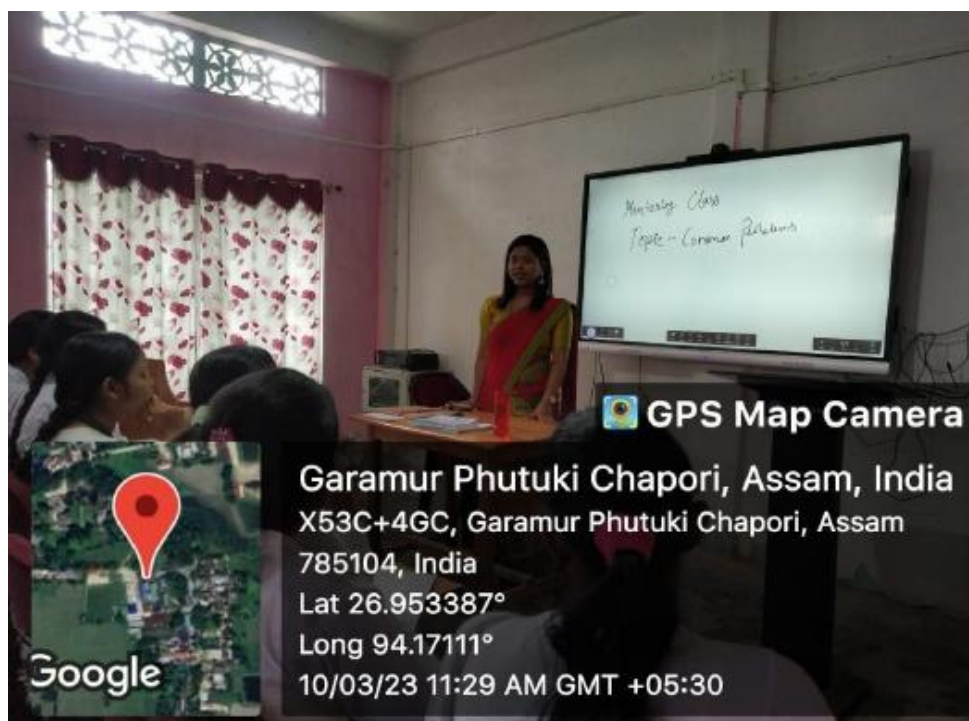 Mentoring Class
Topic - Common Problems
GPS Map Camera
Garamur Phutuki Chapori, Assam, India
X53C+4GC, Garamur Phutuki Chapori, Assam
785104, India
Lat 26.953387°
Long 94.17111°
10/03/23 11:29 AM GMT +05:30
Google